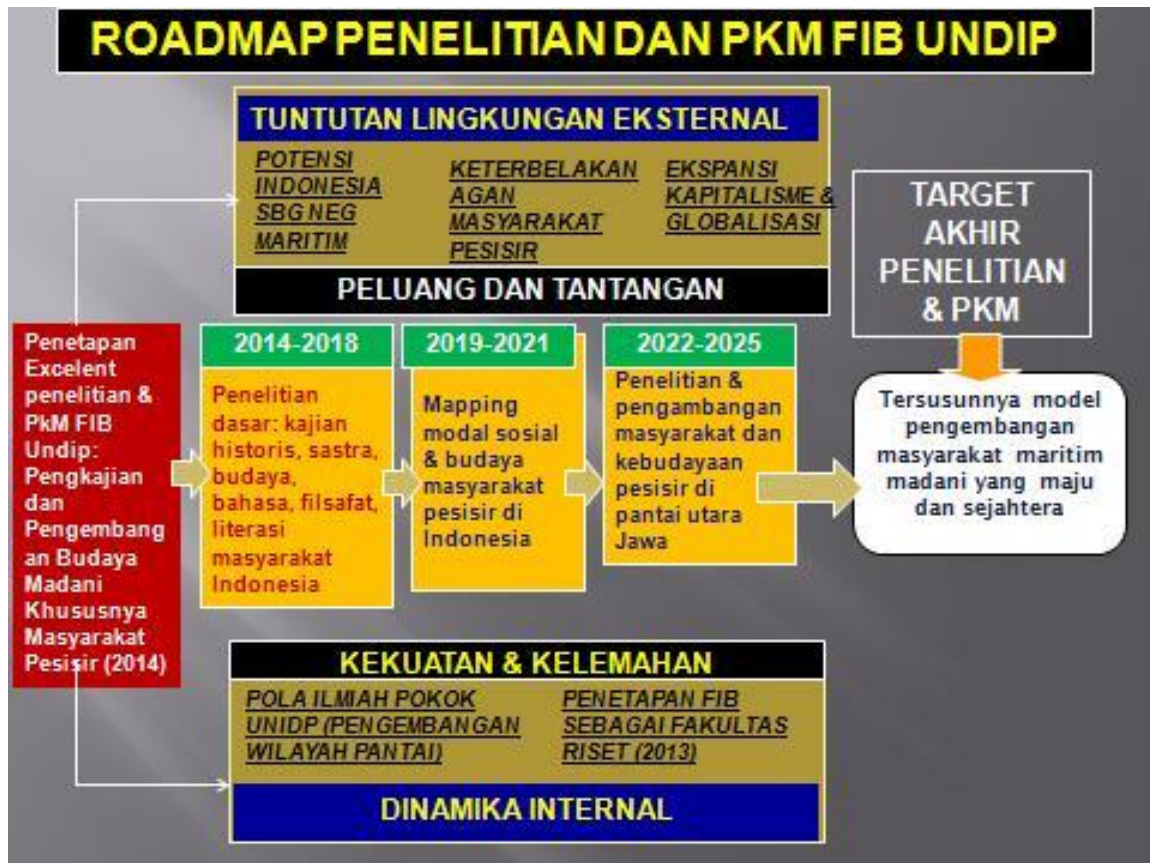 ROADMAP PENELITIAN DAN PKM FIB UNDIP
TUNTUTAN LINGKUNGAN EKSTERNAL
POTENSI
INDONESIA
SBG NEG
MARITIM
KETERBELAKAN
AGAN
MASYARAKAT
PESISIR
EKSPANSI
KAPITALISME &
GLOBALISASI
PELUANG DAN TANTANGAN
TARGET
AKHIR
PENELITIAN
& PKM
Penetapan
Excelent
penelitian &
PkM FIB
Undip:
Pengkajian
dan
Pengembang
an Budaya
Madani
Khususnya
Masyarakat
Pesisir (2014)
2014-2018
Penelitian
dasar: kajian
historis, sastra,
budaya,
bahasa, filsafat,
literasi
masyarakat
Indonesia
2019-2021
Mapping
modal sosial
& budaya
masyarakat
pesisir di
Indonesia
2022-2025
Penelitian &
pengambangan
masyarakat dan
kebudayaan
pesisir di
pantai utara
Jawa
Tersusunnya model
pengembangan
masyarakat maritim
madani yang maju
dan sejahtera
KEKUATAN & KELEMAHAN
POLA ILMIAH POKOK
UNIDP (PENGEMBANGAN
WILAYAH PANTAI)
PENETAPAN FIB
SEBAGAI FAKULTAS
RISET (2013)
DINAMIKA INTERNAL